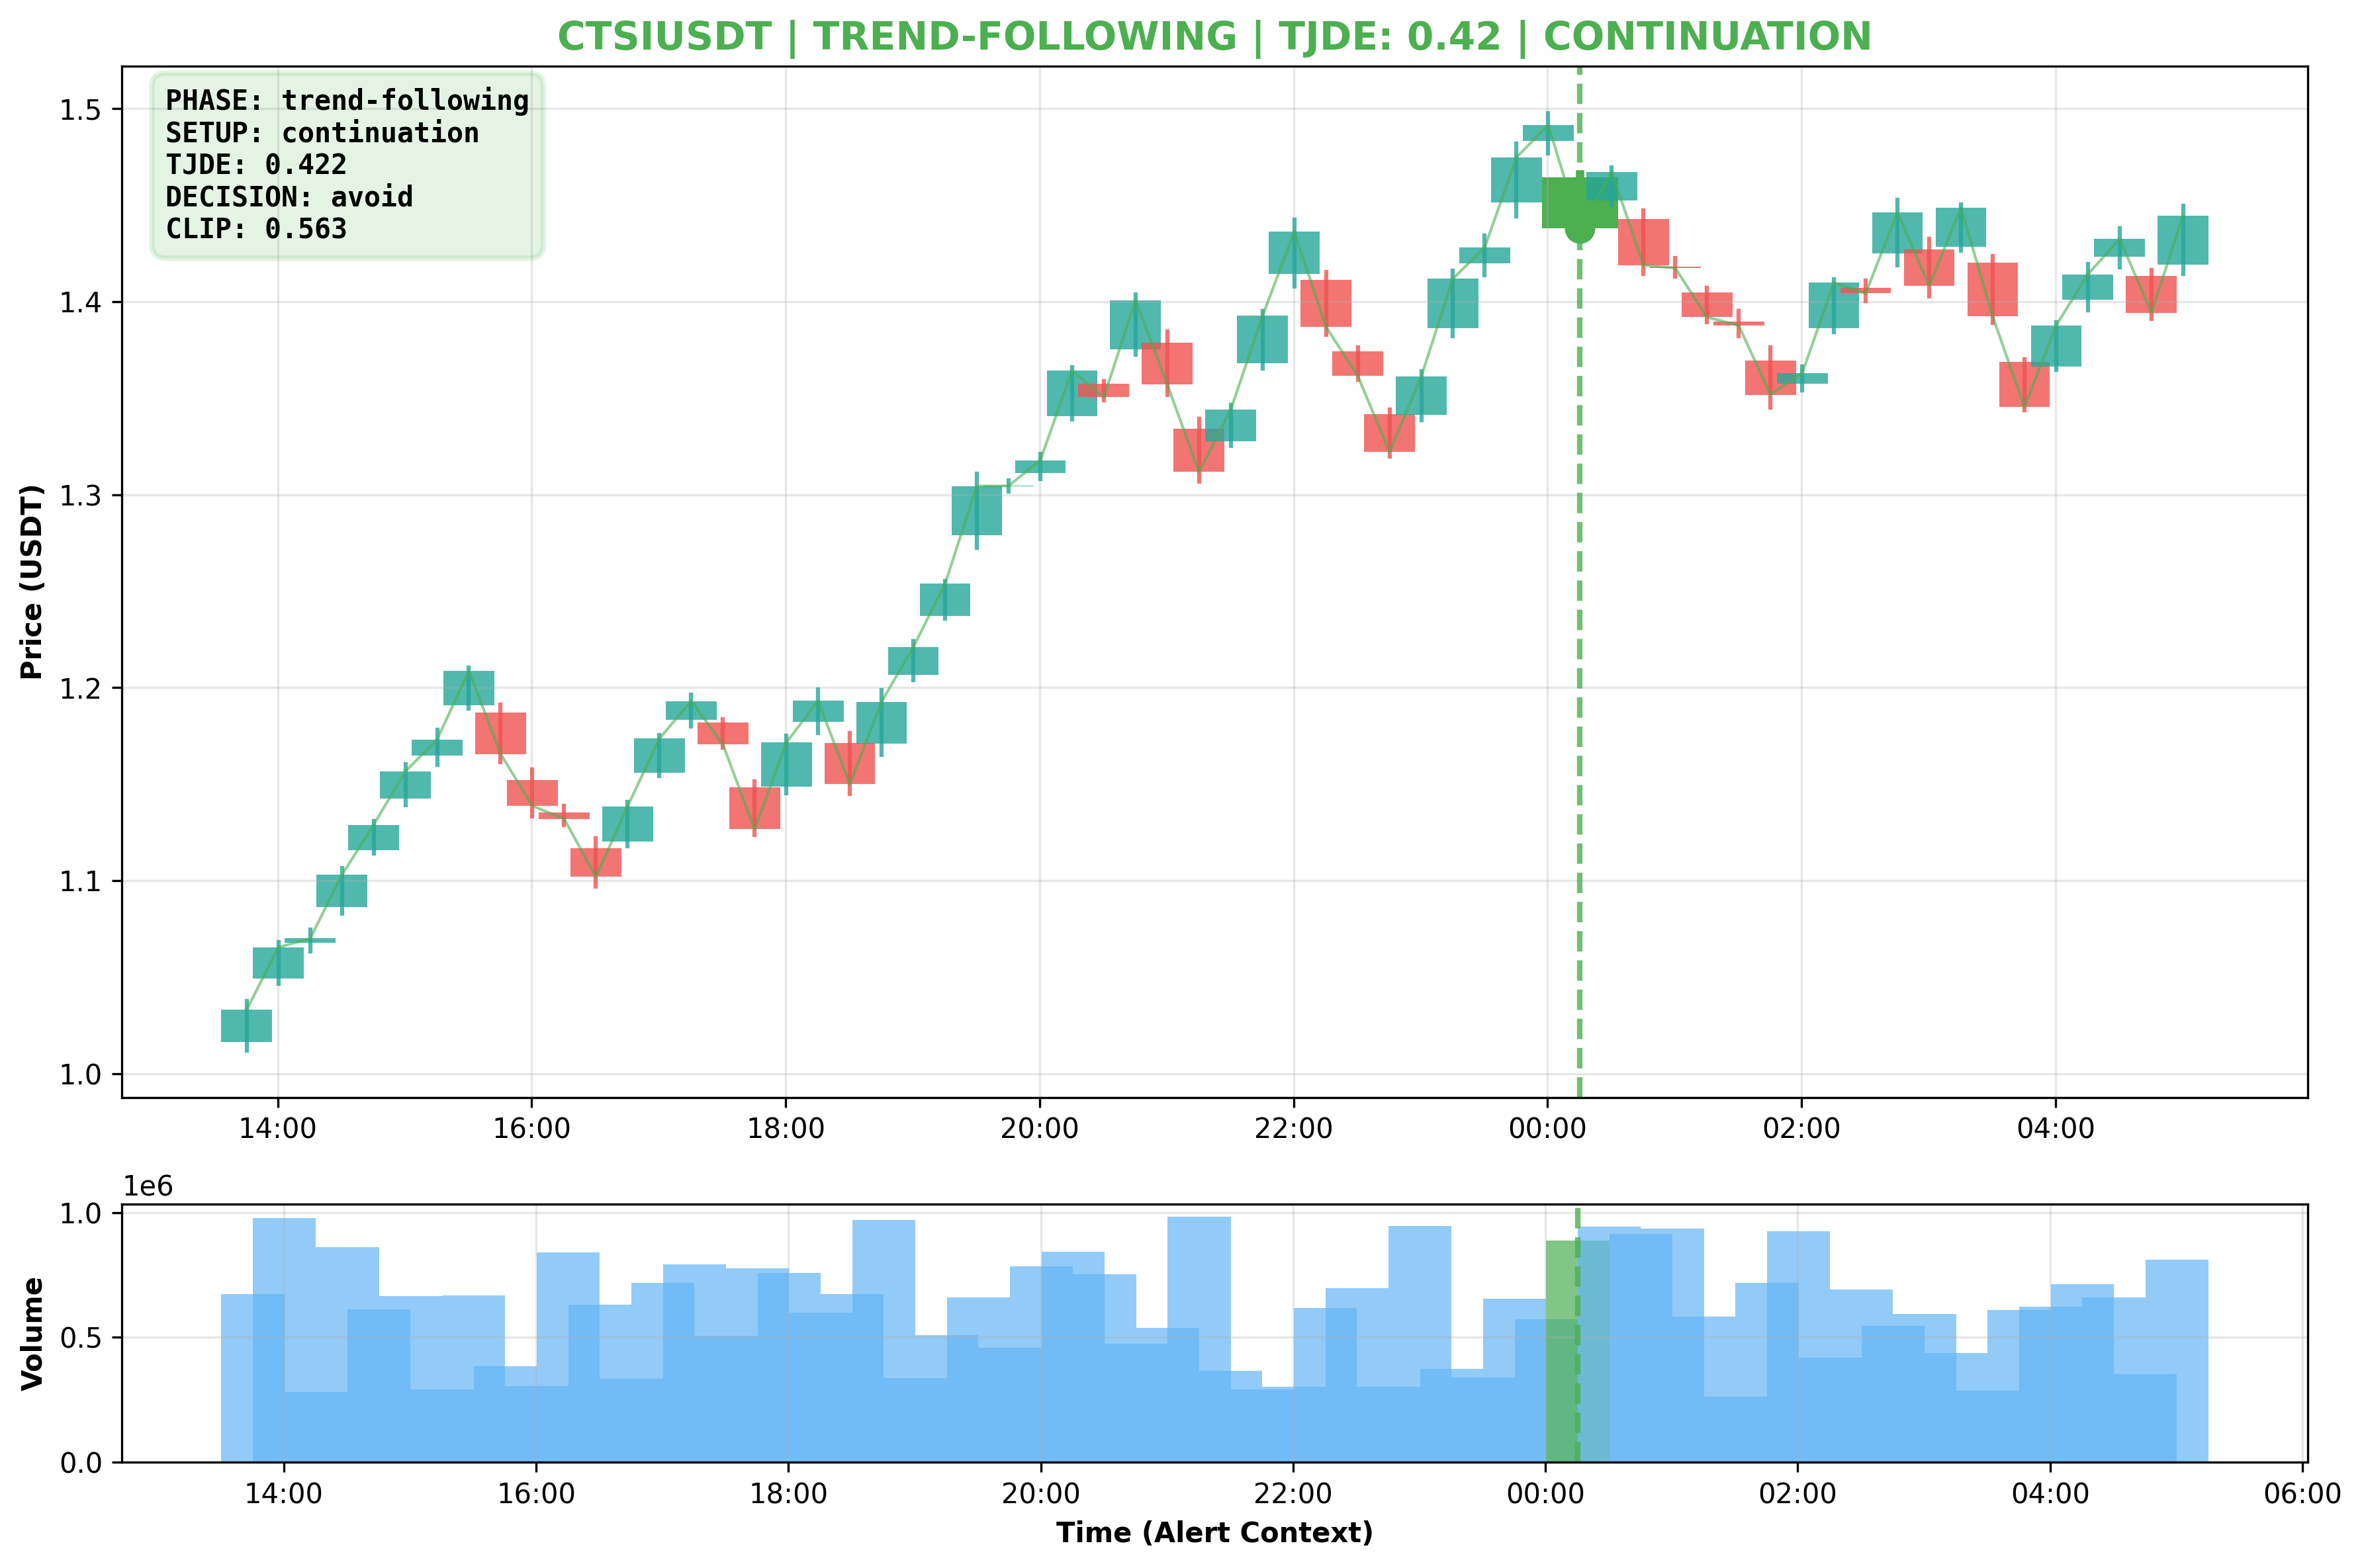 CTSIUSDT | TREND-FOLLOWING | TJDE: 0.42 | CONTINUATION
PHASE: trend-following
SETUP: continuation
TJDE: 0.422
DECISION: avoid
CLIP: 0.563
Price (USDT)
1.5
1.4
1.3
1.2
1.1
1.0
14:00 16:00 18:00 20:00 22:00 00:00 02:00 04:00
1e6
Volume
1.0
0.5
0.0
14:00 16:00 18:00 20:00 22:00 00:00 02:00 04:00 06:00
Time (Alert Context)